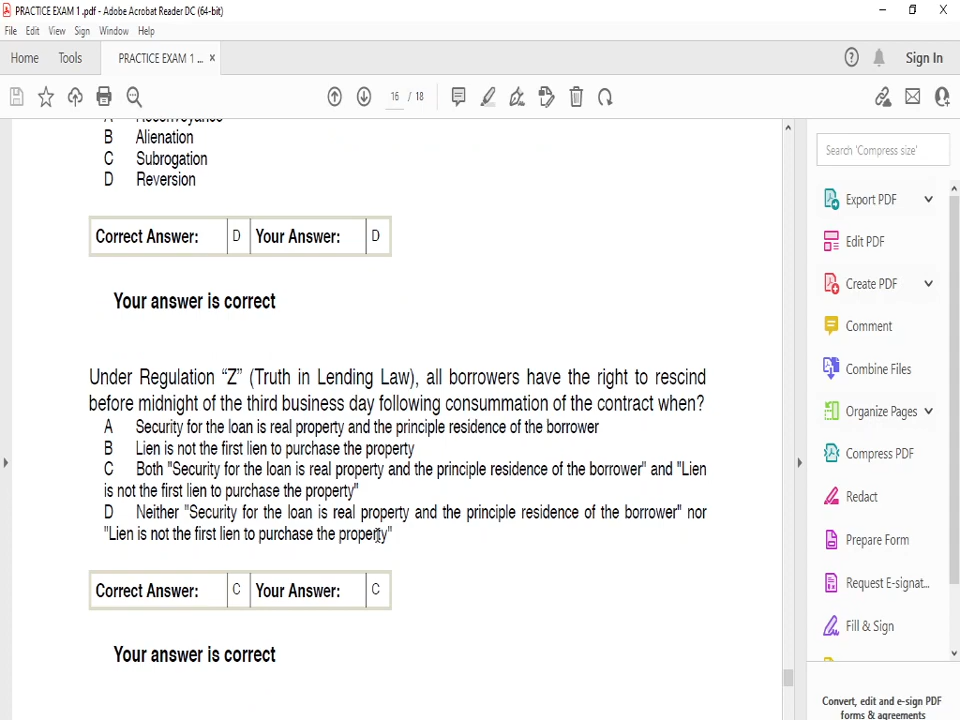 PRACTICE EXAM 1 .pdf - Adobe Acrobat Reader DC (64-bit)
File Edit View Sign Window Help
Home Tools PRACTICE EXAM 1 ... × Sign In
16 / 18
B Alienation
C Subrogation
D Reversion
Correct Answer: D Your Answer: D
Your answer is correct
Under Regulation “Z” (Truth in Lending Law), all borrowers have the right to rescind
before midnight of the third business day following consummation of the contract when?
A Security for the loan is real property and the principle residence of the borrower
B Lien is not the first lien to purchase the property
C Both "Security for the loan is real property and the principle residence of the borrower" and "Lien
is not the first lien to purchase the property"
D Neither "Security for the loan is real property and the principle residence of the borrower" nor
"Lien is not the first lien to purchase the property"
Correct Answer: C Your Answer: C
Your answer is correct
Search 'Compress size'
Export PDF
Edit PDF
Create PDF
Comment
Combine Files
Organize Pages
Compress PDF
Redact
Prepare Form
Request E-signat...
Fill & Sign
Convert, edit and e-sign PDF
forms & agreements